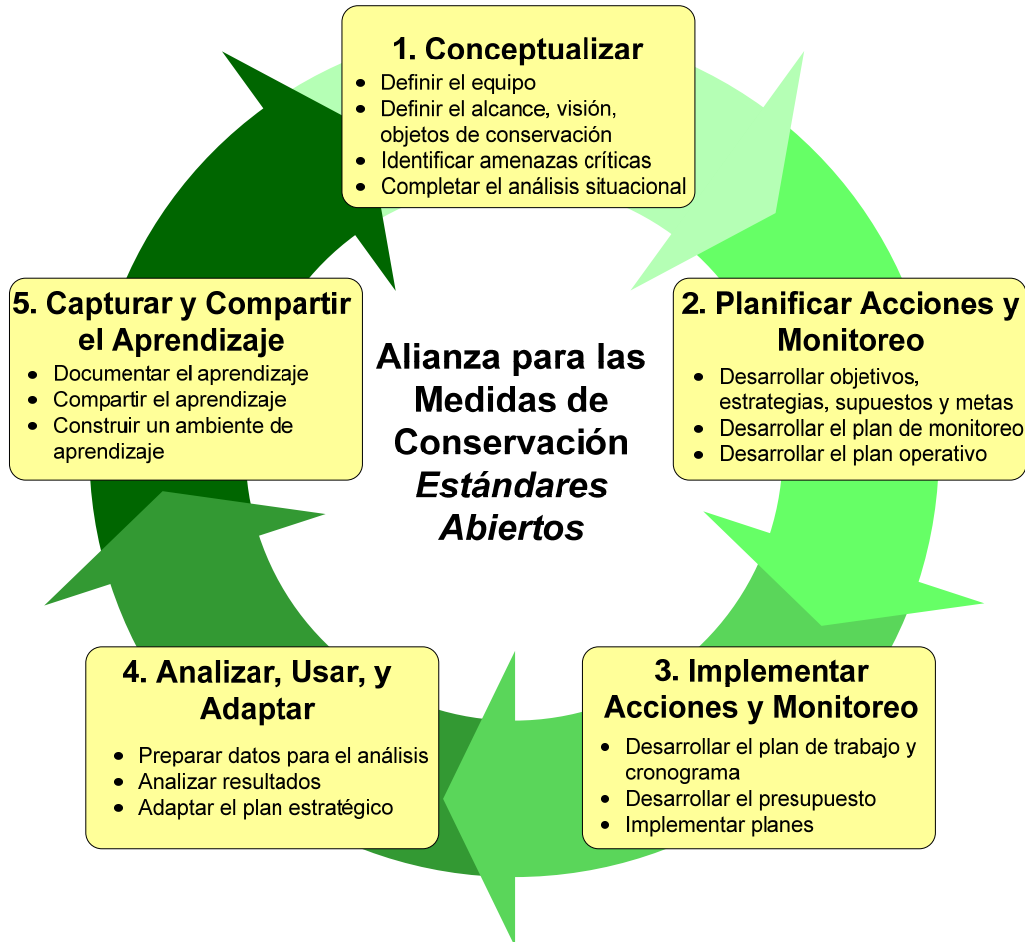 1. Conceptualizar
• Definir el equipo
• Definir el alcance, visión,
objetos de conservación
• Identificar amenazas críticas
• Completar el análisis situacional
2. Planificar Acciones y
Monitoreo
• Desarrollar objetivos,
estrategias, supuestos y metas
• Desarrollar el plan de monitoreo
• Desarrollar el plan operativo
3. Implementar
Acciones y Monitoreo
• Desarrollar el plan de trabajo y
cronograma
• Desarrollar el presupuesto
• Implementar planes
4. Analizar, Usar, y
Adaptar
• Preparar datos para el análisis
• Analizar resultados
• Adaptar el plan estratégico
5. Capturar y Compartir
el Aprendizaje
• Documentar el aprendizaje
• Compartir el aprendizaje
• Construir un ambiente de
aprendizaje
Alianza para las
Medidas de
Conservación
Estándares
Abiertos